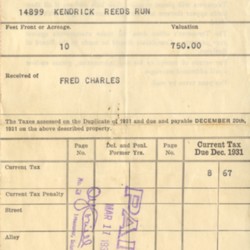 14899 KENDRICK REEDS RUN
Feet Front or Acreage. Valuation
10 750.00
Received of
FRED CHARLES
The Taxes assessed on the Duplicate of 1931 and due and payable DECEMBER 20th,
1931 on the above described property.
Page No. Del. and Penl. Former Yrs. Page No. Current Tax Due Dec. 1931
Current Tax 8 67
Current Tax Penalty
Street
Alley
PAI
MAR 17 193